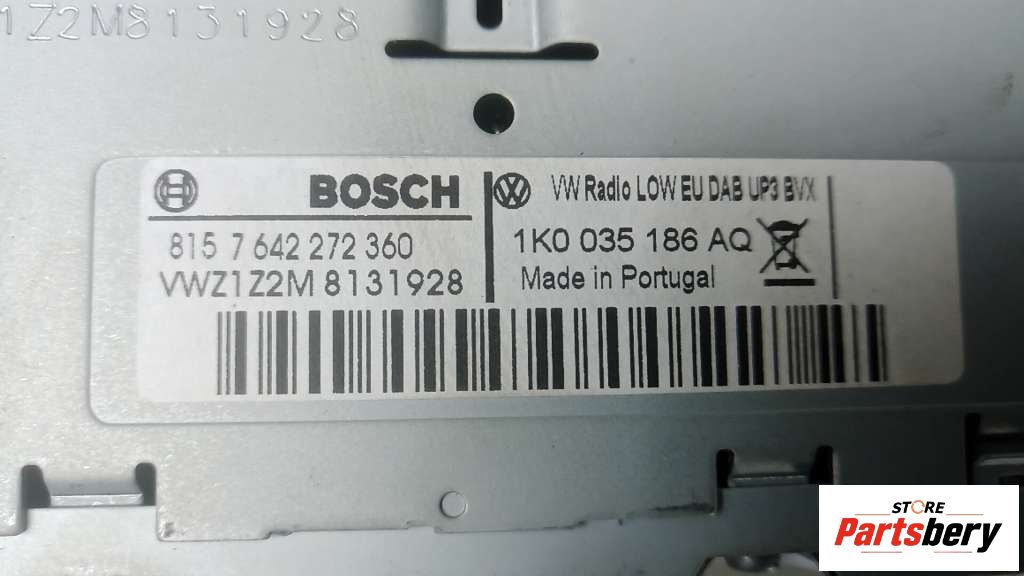 1Z2M8131928
BOSCH
815 7 642 272 360
VWZ1Z2M 8131928
VW Radio LOW EU DAB UP3 BVX
1K0 035 186 AQ
Made in Portugal
STORE
Partsbery